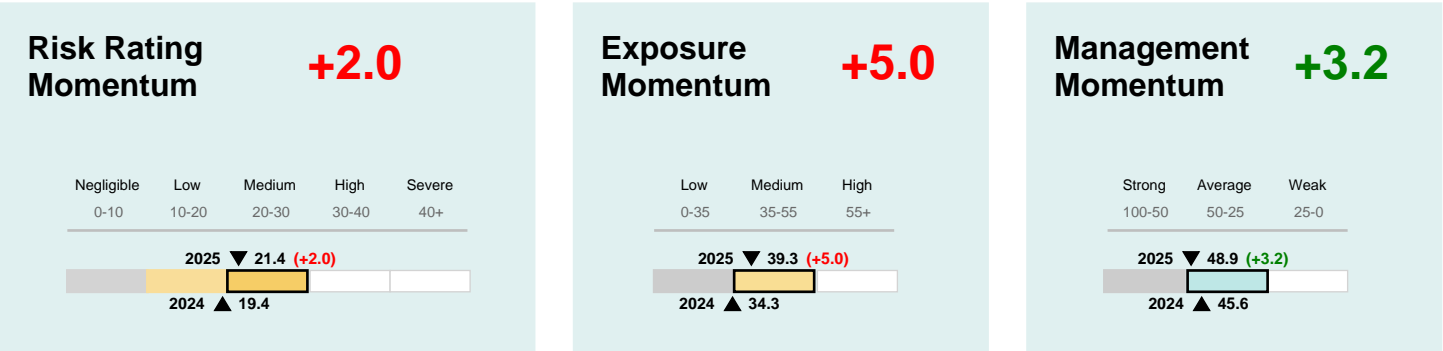 Risk Rating
Momentum
+2.0
Negligible Low Medium High Severe
0-10 10-20 20-30 30-40 40+
2025 ▼ 21.4 (+2.0)
2024 ▲ 19.4
Exposure
Momentum
+5.0
Low Medium High
0-35 35-55 55+
2025 ▼ 39.3 (+5.0)
2024 ▲ 34.3
Management
Momentum
+3.2
Strong Average Weak
100-50 50-25 25-0
2025 ▼ 48.9 (+3.2)
2024 ▲ 45.6